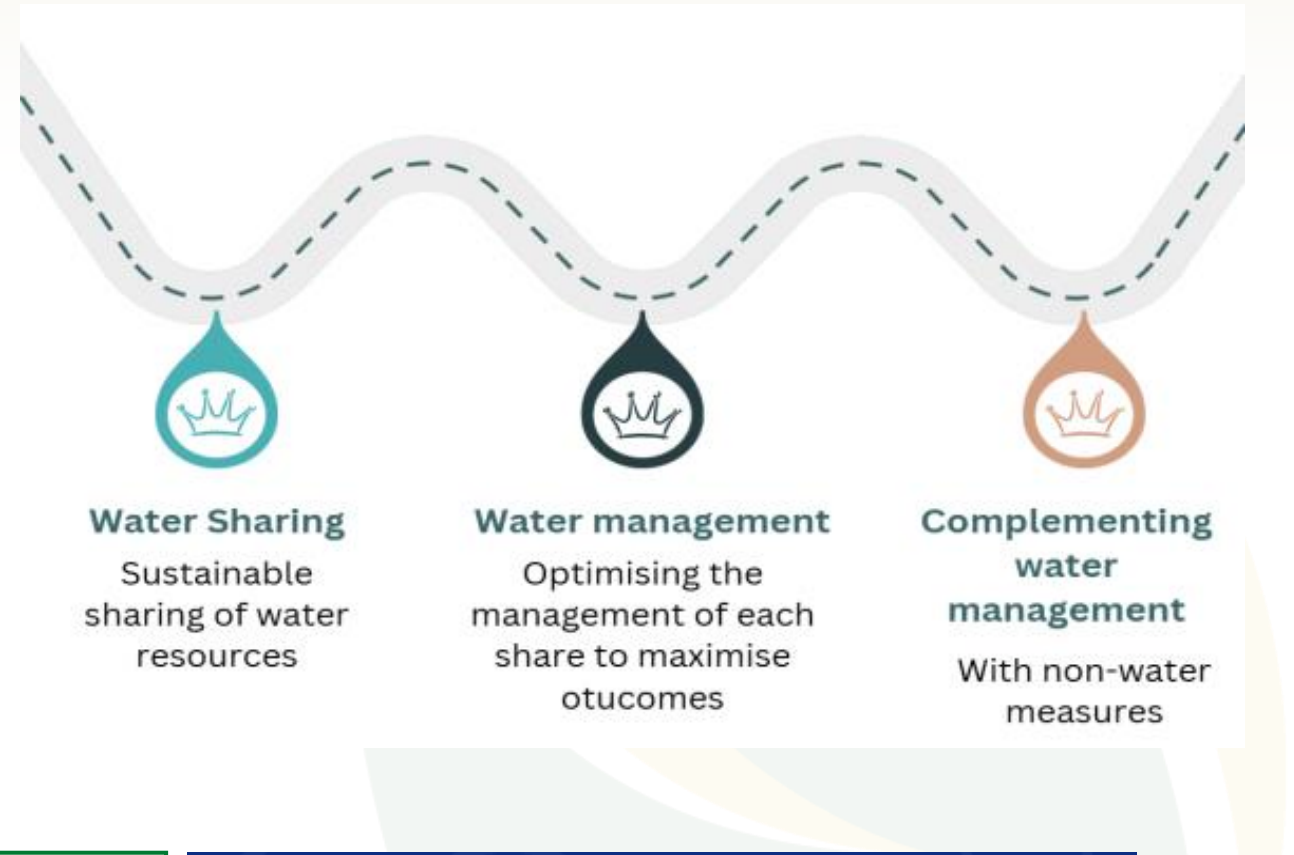 Water Sharing
Sustainable
sharing of water
resources
Water management
Optimising the
management of each
share to maximise
otucomes
Complementing
water
management
With non-water
measures